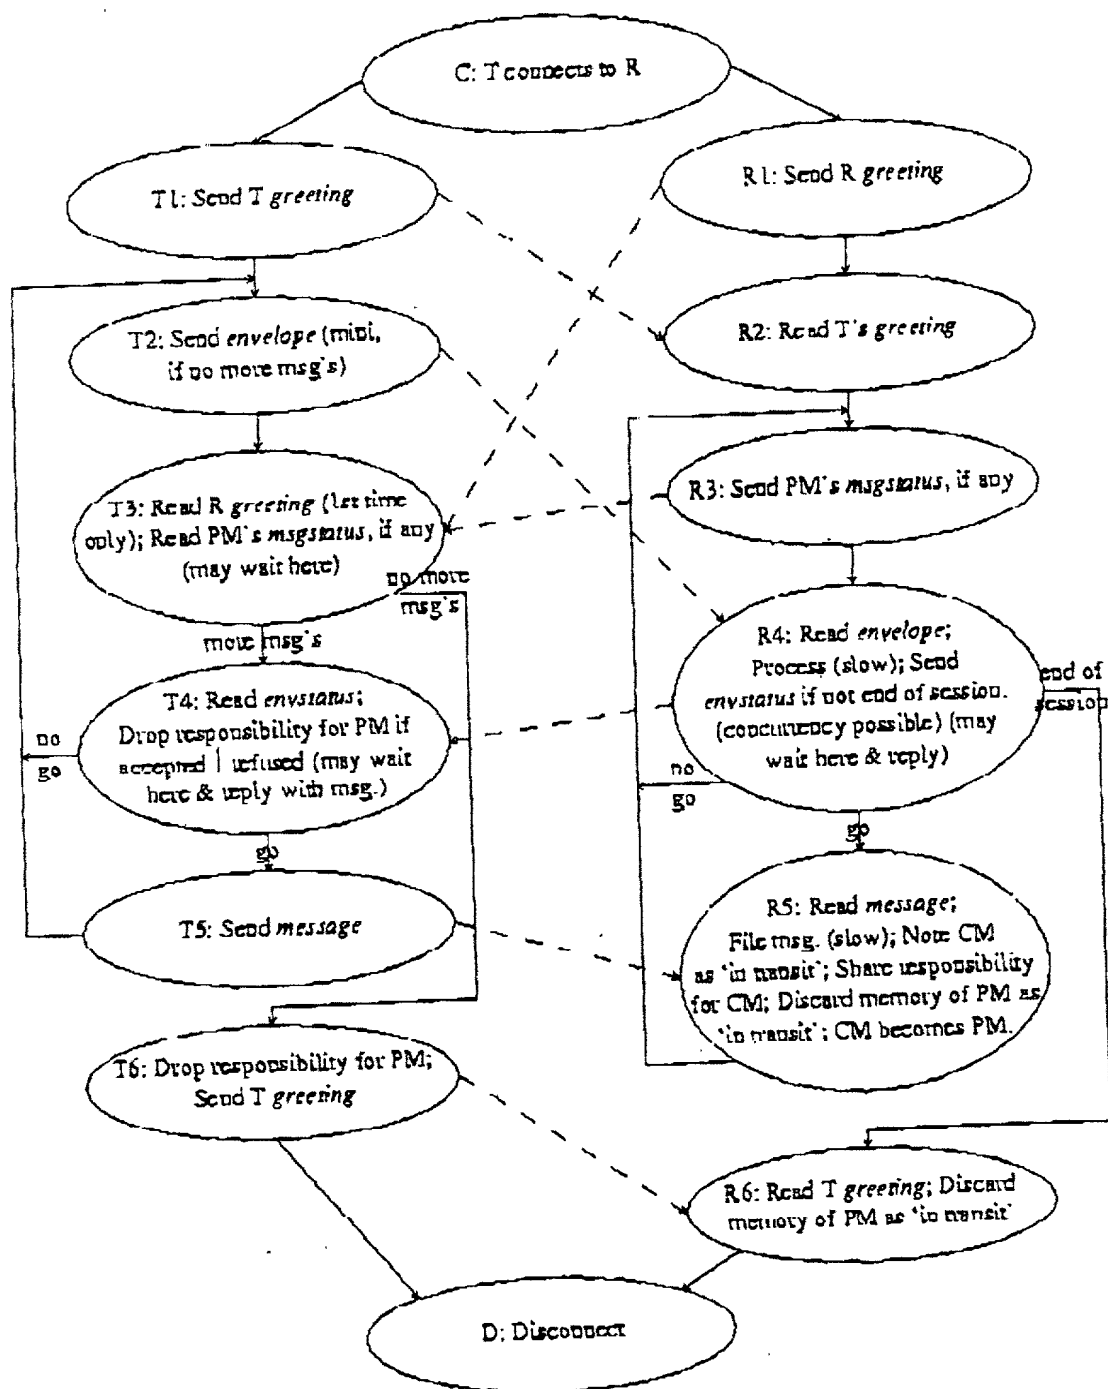 C: T connects to R
T1: Send T greeting
R1: Send R greeting
T2: Send envelope (mini,
if no more msg's)
R2: Read T's greeting
T3: Read R greeting (1st time
only); Read PM's msgstatus, if any
(may wait here)
R3: Send PM's msgstatus, if any
no more
msg's
more msg's
T4: Read envstatus;
Drop responsibility for PM if
accepted | refused (may wait
here & reply with msg.)
no
go
go
R4: Read envelope;
Process (slow); Send
envstatus if not end of session.
(concurrency possible) (may
wait here & reply)
end of
session
no
go
go
T5: Send message
R5: Read message;
File msg. (slow); Note CM
as 'in transit'; Share responsibility
for CM; Discard memory of PM as
'in transit'; CM becomes PM.
T6: Drop responsibility for PM;
Send T greeting
R6: Read T greeting; Discard
memory of PM as 'in transit'
D: Disconnect